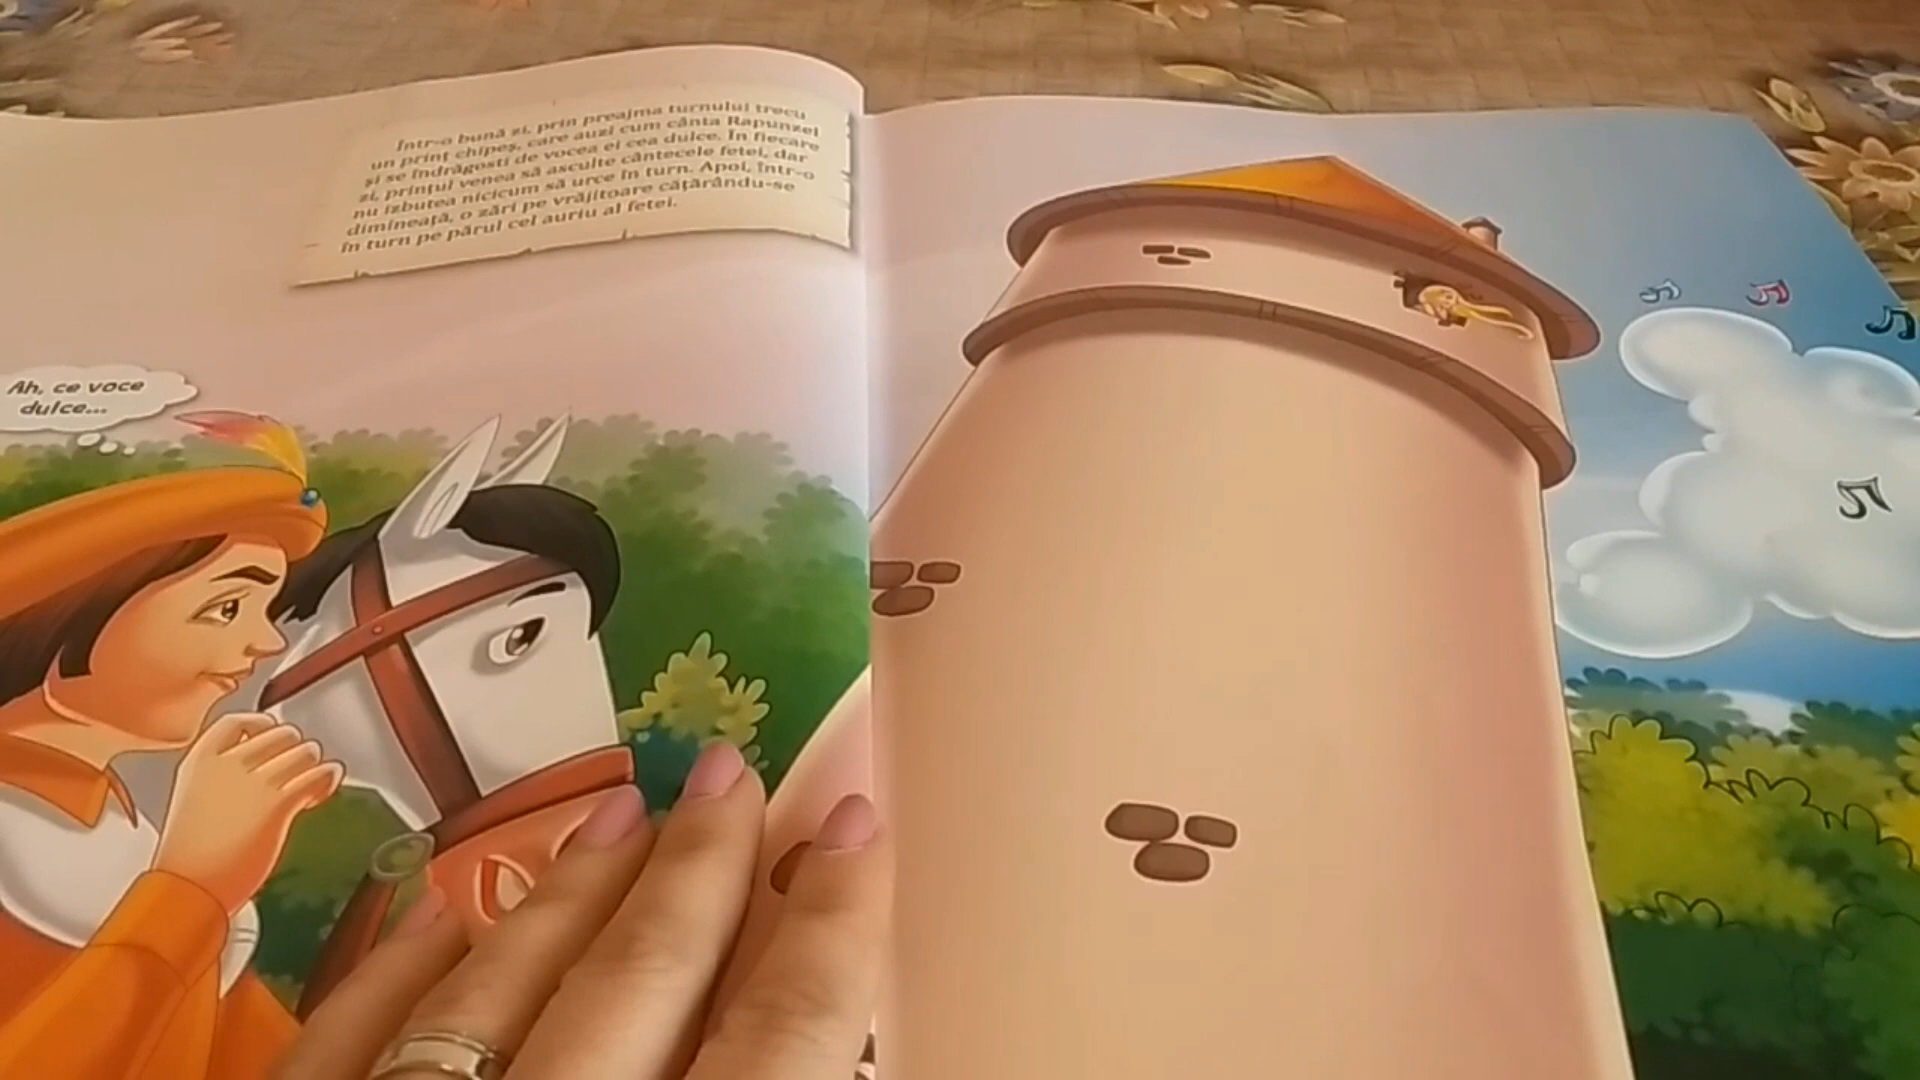 Într-o bună zi, prin preajma turnului trecu
un prinț chipeș, care auzi cum cânta Rapunzel
și se îndrăgosti de vocea ei cea dulce. În fiecare
zi, prințul venea să asculte cântecele fetei, dar
nu izbutea nicicum să urce în turn. Apoi, într-o
dimineață, o zări pe vrăjitoare cățărându-se
în turn pe părul cel auriu al fetei.
Ah, ce voce
dulce...